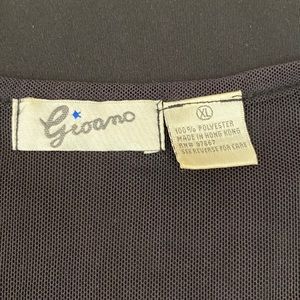 Gioano
XL
100% POLYESTER
MADE IN HONG KONG
RN# 97667
SEE REVERSE FOR CARE